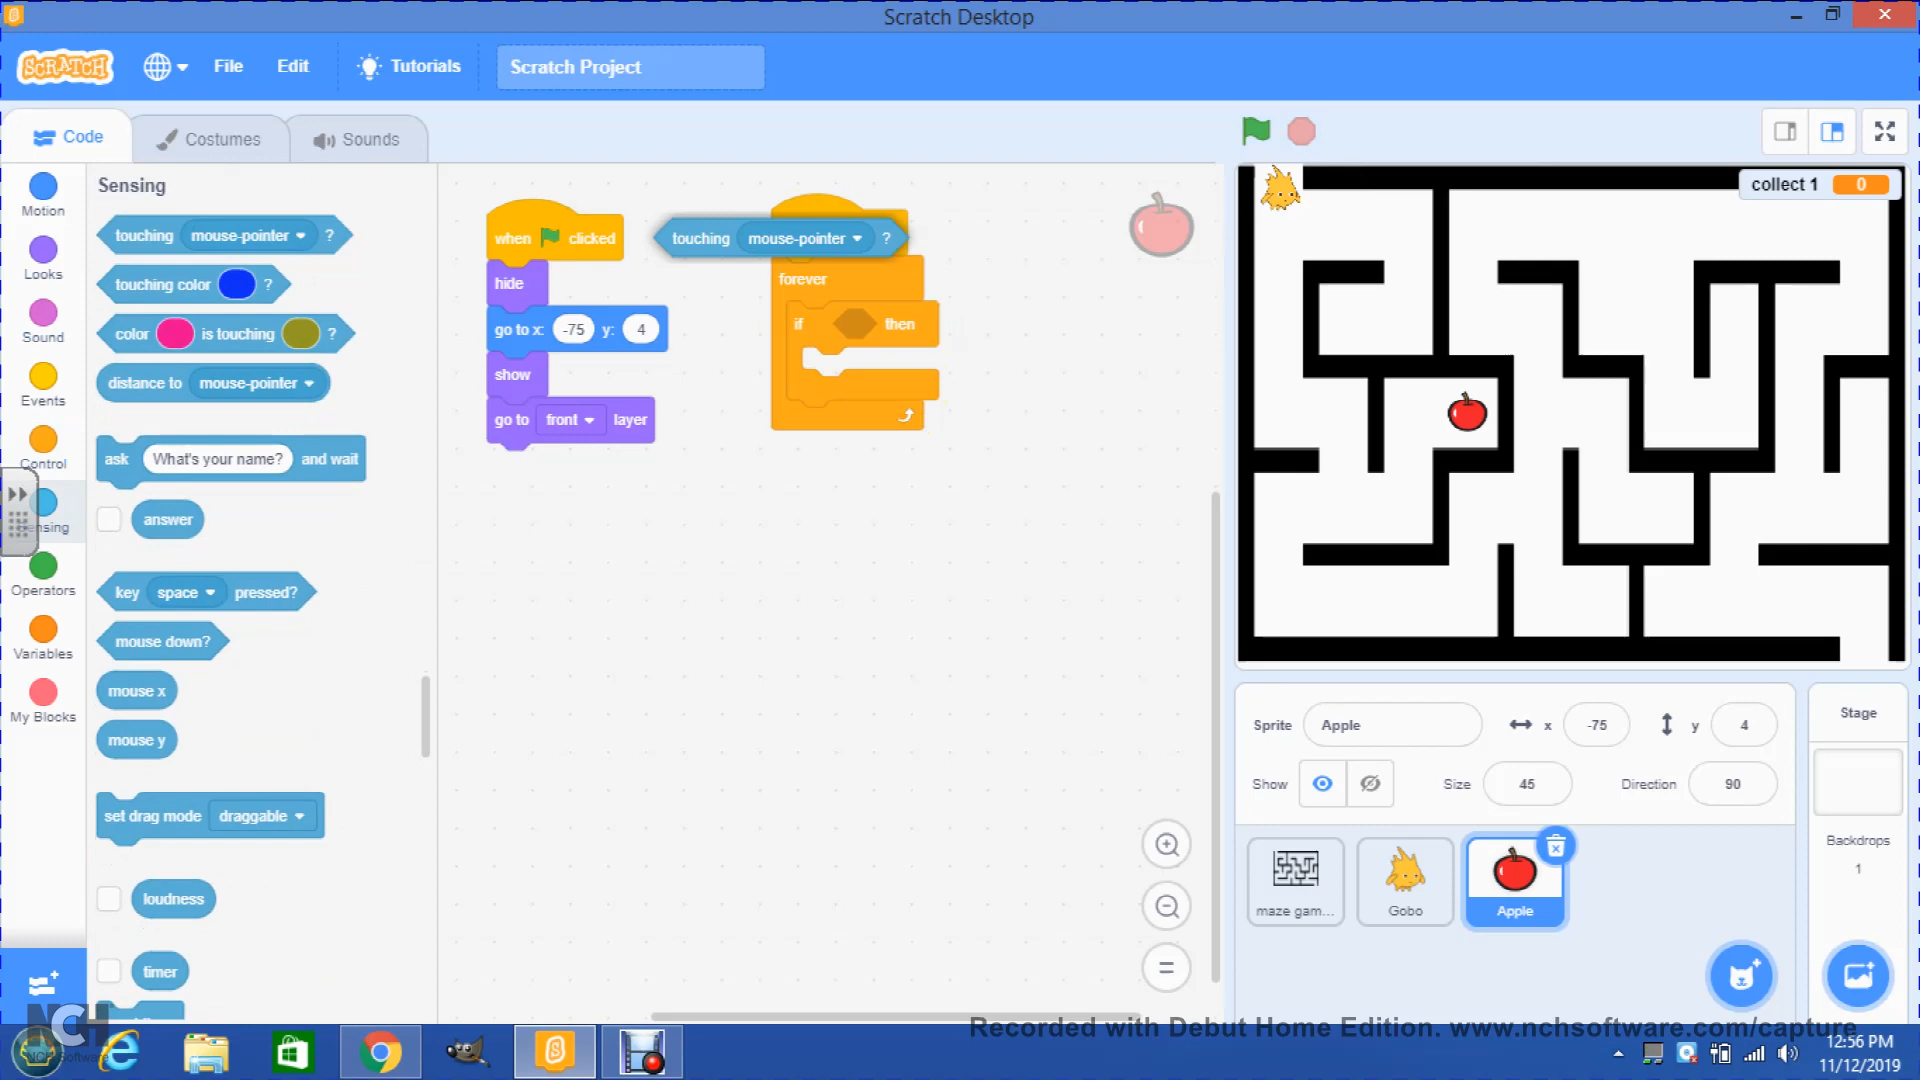 Scratch Desktop
SCRATCH
File
Edit
Tutorials
Scratch Project
Code
Costumes
Sounds
Motion
Looks
Sound
Events
Control
Operators
Variables
My Blocks
Sensing
touching mouse-pointer ?
touching color ?
color is touching ?
distance to mouse-pointer
ask What's your name? and wait
answer
key space pressed?
mouse down?
mouse x
mouse y
set drag mode draggable
loudness
timer
when clicked
hide
go to x: -75 y: 4
show
go to front layer
touching mouse-pointer ?
forever
if then
collect 1 0
Sprite Apple x -75 y 4
Show Size 45 Direction 90
maze gam...
Gobo
Apple
Stage
Backdrops
1
NCH
NCH Software
Recorded with Debut Home Edition. www.nchsoftware.com/capture
12:56 PM
11/12/2019